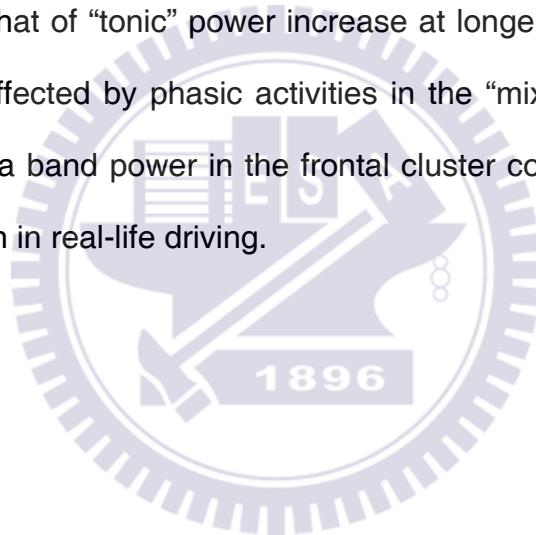 hat of “tonic” power increase at longe
ffected by phasic activities in the “mix
a band power in the frontal cluster co
n in real-life driving.
E S A
1896